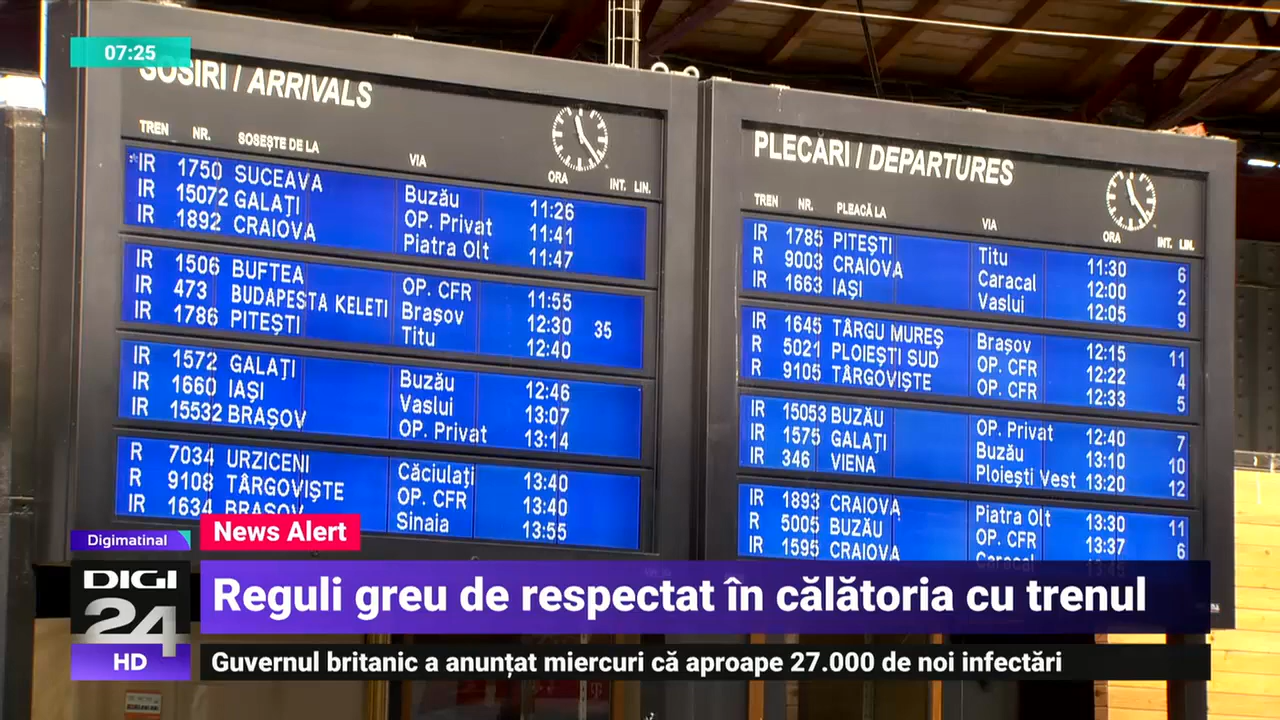 07:25
SOSIRI / ARRIVALS
TREN NR. SOSEȘTE DE LA VIA ORA INT. LIN.
*IR 1750 SUCEAVA Buzău 11:26
IR 15072 GALAŢI OP. Privat 11:41
IR 1892 CRAIOVA Piatra Olt 11:47
IR 1506 BUFTEA OP. CFR 11:55
IR 473 BUDAPESTA KELETI Braşov 12:30 35
IR 1786 PITEŞTI Titu 12:40
IR 1572 GALAŢI Buzău 12:46
IR 1660 IAŞI Vaslui 13:07
IR 15532 BRAŞOV OP. Privat 13:14
R 7034 URZICENI Căciulaţi 13:40
R 9108 TÂRGOVIŞTE OP. CFR 13:40
IR 1634 BRAŞOV Sinaia 13:55
PLECĂRI / DEPARTURES
TREN NR. PLEACĂ LA VIA ORA INT. LIN.
IR 1785 PITEŞTI Titu 11:30 6
R 9003 CRAIOVA Caracal 12:00 2
IR 1663 IAŞI Vaslui 12:05 9
IR 1645 TÂRGU MUREŞ Braşov 12:15 11
R 5021 PLOIEŞTI SUD OP. CFR 12:22 4
R 9105 TÂRGOVIŞTE OP. CFR 12:33 5
IR 15053 BUZĂU OP. Privat 12:40 7
IR 1575 GALAŢI Buzău 13:10 10
IR 346 VIENA Ploieşti Vest 13:20 12
IR 1893 CRAIOVA Piatra Olt 13:30 11
R 5005 BUZĂU OP. CFR 13:37 6
IR 1595 CRAIOVA Caracal 13:45
Digimatinal
News Alert
DIGI
24
HD
Reguli greu de respectat în călătoria cu trenul
Guvernul britanic a anunțat miercuri că aproape 27.000 de noi infectări